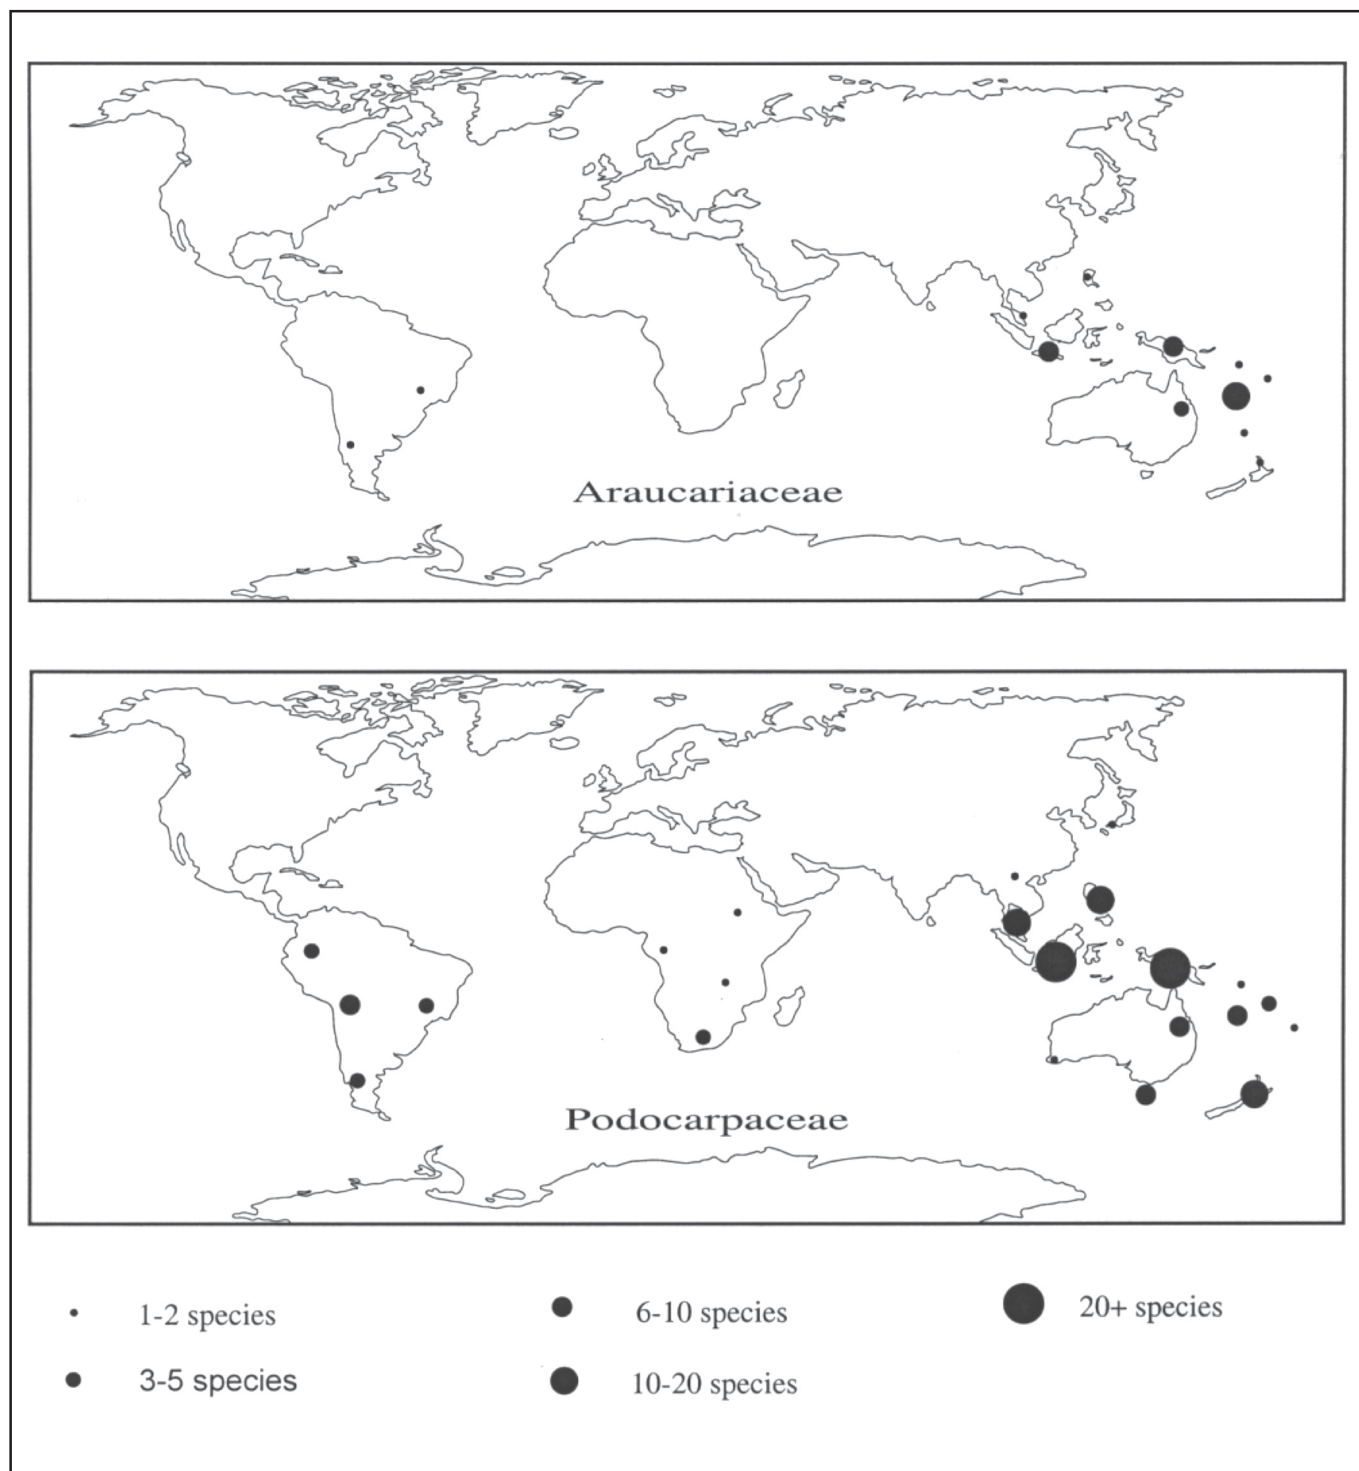 Araucariaceae
Podocarpaceae
1-2 species
6-10 species
20+ species
3-5 species
10-20 species